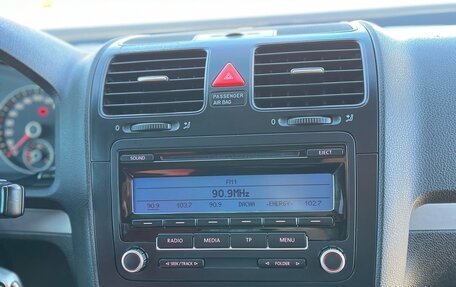 PASSENGER
AIR BAG
SOUND
EJECT
FM1
90.9MHz
90.9 103.7 90.9 DACHA -ENERGY- 102.7
RADIO MEDIA TP MENU
SEEK/TRACK FOLDER